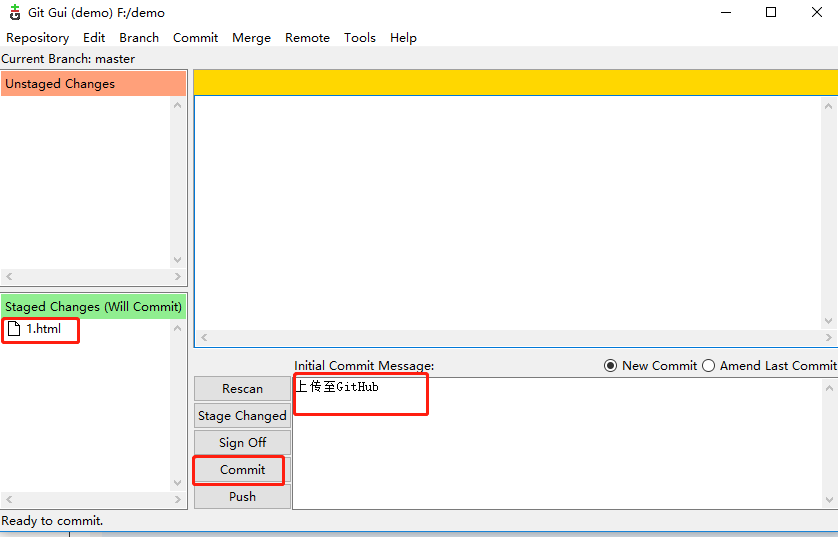 Git Gui (demo) F:/demo
Repository Edit Branch Commit Merge Remote Tools Help
Current Branch: master
Unstaged Changes
Staged Changes (Will Commit)
1.html
Initial Commit Message:
New Commit
Amend Last Commit
Rescan
Stage Changed
Sign Off
Commit
Push
上传至GitHub
Ready to commit.